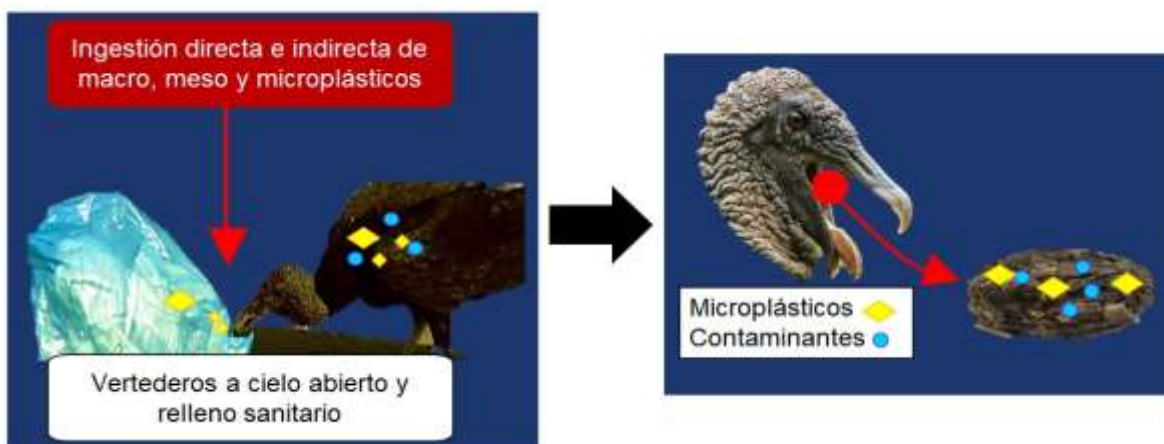 Ingestión directa e indirecta de
macro, meso y microplásticos
Vertederos a cielo abierto y
relleno sanitario
Microplásticos
Contaminantes